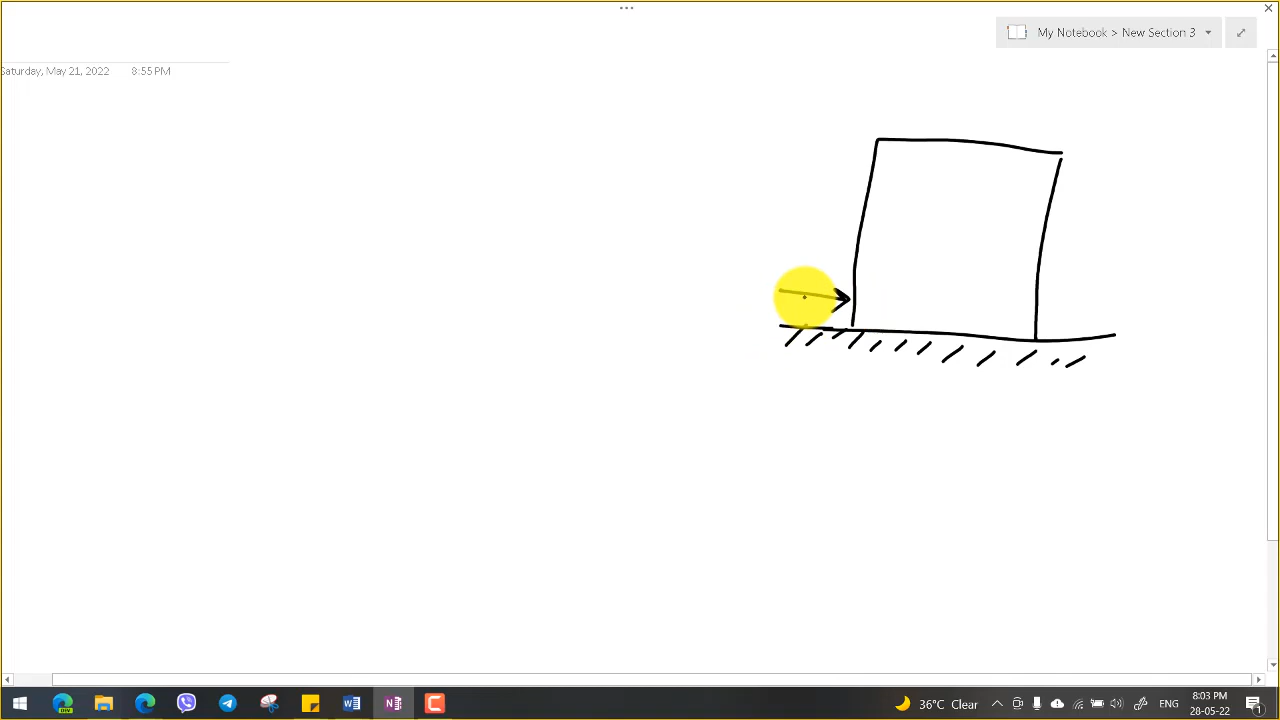 My Notebook > New Section 3
Saturday, May 21, 2022 8:55 PM
36°C Clear
ENG
8:03 PM
28-05-22
1